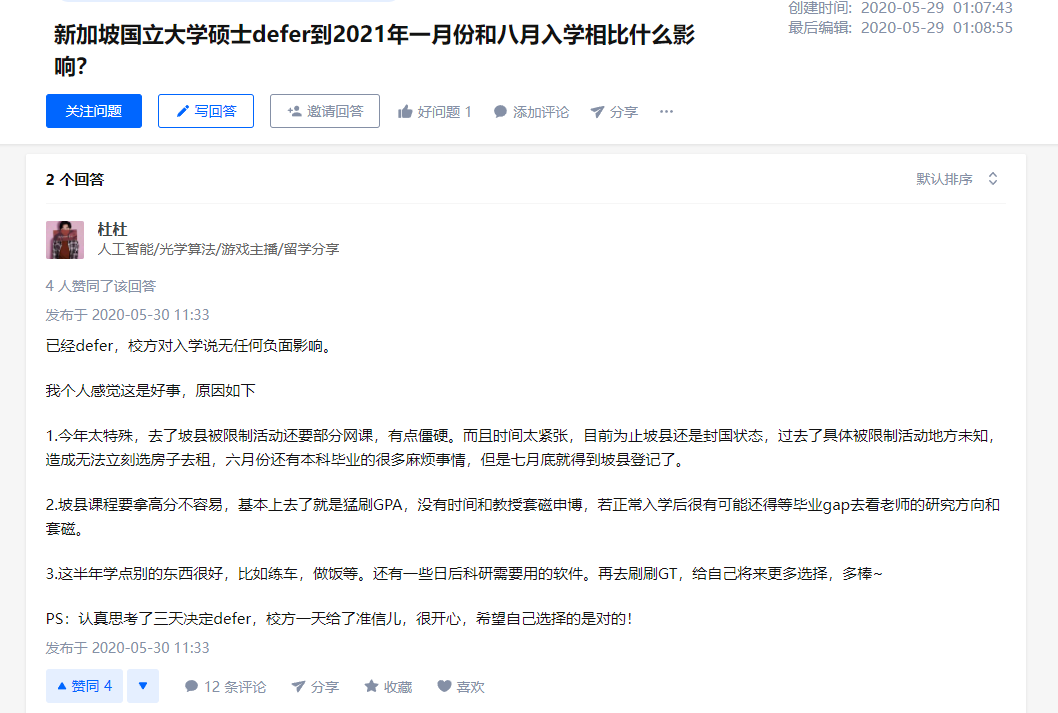 创建时间: 2020-05-29 01:07:43
最后编辑: 2020-05-29 01:08:55
新加坡国立大学硕士defer到2021年一月份和八月入学相比什么影
响?
关注问题 写回答 邀请回答 好问题 1 添加评论 分享 ···
2 个回答 默认排序
杜杜
人工智能/光学算法/游戏主播/留学分享
4 人赞同了该回答
发布于 2020-05-30 11:33
已经defer，校方对入学说无任何负面影响。
我个人感觉这是好事，原因如下
1.今年太特殊，去了坡县被限制活动还要部分网课，有点僵硬。而且时间太紧张，目前为止坡县还是封国状态，过去了具体被限制活动地方未知，
造成无法立刻选房子去租，六月份还有本科毕业的很多麻烦事情，但是七月底就得到坡县登记了。
2.坡县课程要拿高分不容易，基本上去了就是猛刷GPA，没有时间和教授套磁申博，若正常入学后很有可能还得等毕业gap去看老师的研究方向和
套磁。
3.这半年学点别的东西很好，比如练车，做饭等。还有一些日后科研需要用的软件。再去刷刷GT，给自己将来更多选择，多棒~
PS：认真思考了三天决定defer，校方一天给了准信儿，很开心，希望自己选择的是对的！
发布于 2020-05-30 11:33
赞同 4 12 条评论 分享 收藏 喜欢